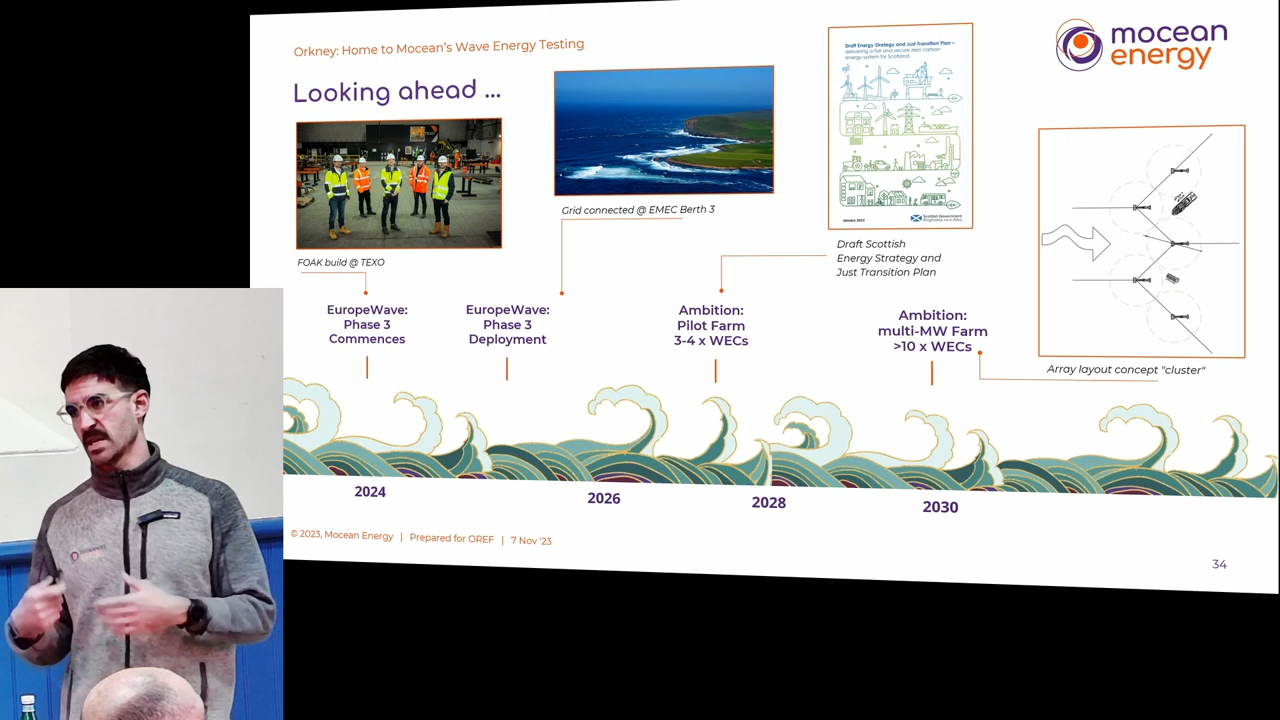 Orkney: Home to Mocean's Wave Energy Testing
mocean
energy
Looking ahead ...
Draft Energy Strategy and Just Transition Plan –
delivering a fair and secure zero carbon
energy system for Scotland
January 2023
Scottish Government
FOAK build @ TEXO
Grid connected @ EMEC Berth 3
Draft Scottish
Energy Strategy and
Just Transition Plan
EuropeWave:
Phase 3
Commences
EuropeWave:
Phase 3
Deployment
Ambition:
Pilot Farm
3-4 x WECs
Ambition:
multi-MW Farm
>10 x WECs
Array layout concept "cluster"
2024
2026
2028
2030
© 2023, Mocean Energy | Prepared for OREF | 7 Nov '23
34